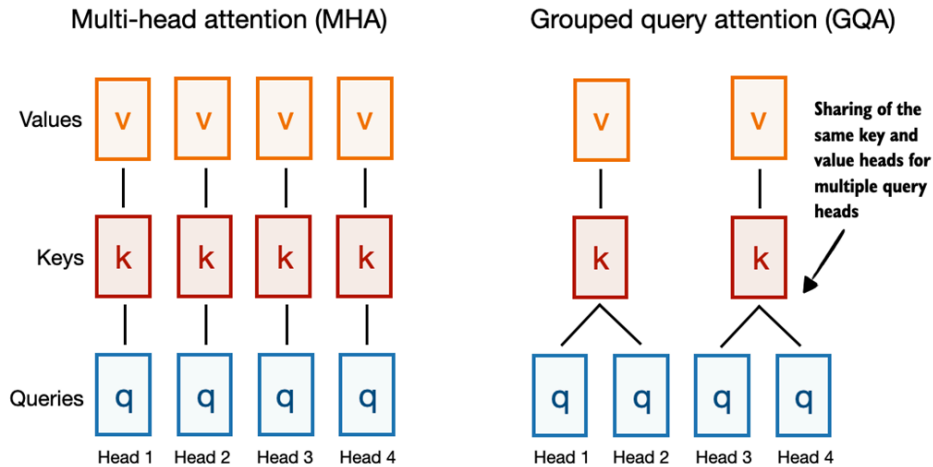 Multi-head attention (MHA)
Grouped query attention (GQA)
Values
v v v v
v v
Sharing of the
same key and
value heads for
multiple query
heads
Keys
k k k k
k k
Queries
q q q q
q q q q
Head 1 Head 2 Head 3 Head 4
Head 1 Head 2 Head 3 Head 4